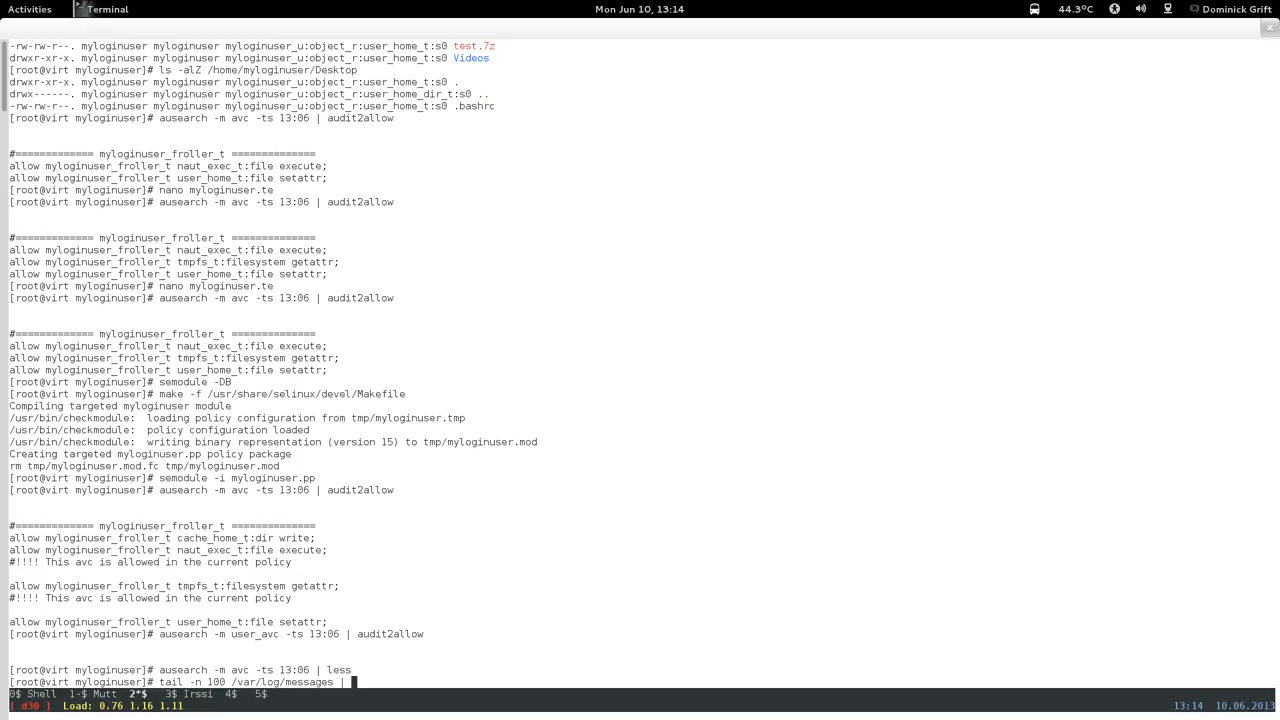 Activities Terminal Mon Jun 10, 13:14 44.3°C Dominick Grift
-rw-rw-r--. myloginuser myloginuser myloginuser_u:object_r:user_home_t:s0 test.7z
drwxr-xr-x. myloginuser myloginuser myloginuser_u:object_r:user_home_t:s0 Videos
[root@virt myloginuser]# ls -alZ /home/myloginuser/Desktop
drwxr-xr-x. myloginuser myloginuser myloginuser_u:object_r:user_home_t:s0 .
drwx------. myloginuser myloginuser myloginuser_u:object_r:user_home_dir_t:s0 ..
-rw-rw-r--. myloginuser myloginuser myloginuser_u:object_r:user_home_t:s0 .bashrc
[root@virt myloginuser]# ausearch -m avc -ts 13:06 | audit2allow
#============= myloginuser_froller_t ==============
allow myloginuser_froller_t naut_exec_t:file execute;
allow myloginuser_froller_t user_home_t:file setattr;
[root@virt myloginuser]# nano myloginuser.te
[root@virt myloginuser]# ausearch -m avc -ts 13:06 | audit2allow
#============= myloginuser_froller_t ==============
allow myloginuser_froller_t naut_exec_t:file execute;
allow myloginuser_froller_t tmpfs_t:filesystem getattr;
allow myloginuser_froller_t user_home_t:file setattr;
[root@virt myloginuser]# nano myloginuser.te
[root@virt myloginuser]# ausearch -m avc -ts 13:06 | audit2allow
#============= myloginuser_froller_t ==============
allow myloginuser_froller_t naut_exec_t:file execute;
allow myloginuser_froller_t tmpfs_t:filesystem getattr;
allow myloginuser_froller_t user_home_t:file setattr;
[root@virt myloginuser]# semodule -DB
[root@virt myloginuser]# make -f /usr/share/selinux/devel/Makefile
Compiling targeted myloginuser module
/usr/bin/checkmodule:  loading policy configuration from tmp/myloginuser.tmp
/usr/bin/checkmodule:  policy configuration loaded
/usr/bin/checkmodule:  writing binary representation (version 15) to tmp/myloginuser.mod
Creating targeted myloginuser.pp policy package
rm tmp/myloginuser.mod.fc tmp/myloginuser.mod
[root@virt myloginuser]# semodule -i myloginuser.pp
[root@virt myloginuser]# ausearch -m avc -ts 13:06 | audit2allow
#============= myloginuser_froller_t ==============
allow myloginuser_froller_t cache_home_t:dir write;
allow myloginuser_froller_t naut_exec_t:file execute;
#!!!! This avc is allowed in the current policy
allow myloginuser_froller_t tmpfs_t:filesystem getattr;
#!!!! This avc is allowed in the current policy
allow myloginuser_froller_t user_home_t:file setattr;
[root@virt myloginuser]# ausearch -m user_avc -ts 13:06 | audit2allow
[root@virt myloginuser]# ausearch -m avc -ts 13:06 | less
[root@virt myloginuser]# tail -n 100 /var/log/messages |
0$ Shell  1-$ Mutt  2*$  3$ Irssi  4$  5$
[ d30 ]  Load: 0.76 1.16 1.11 13:14  10.06.2013